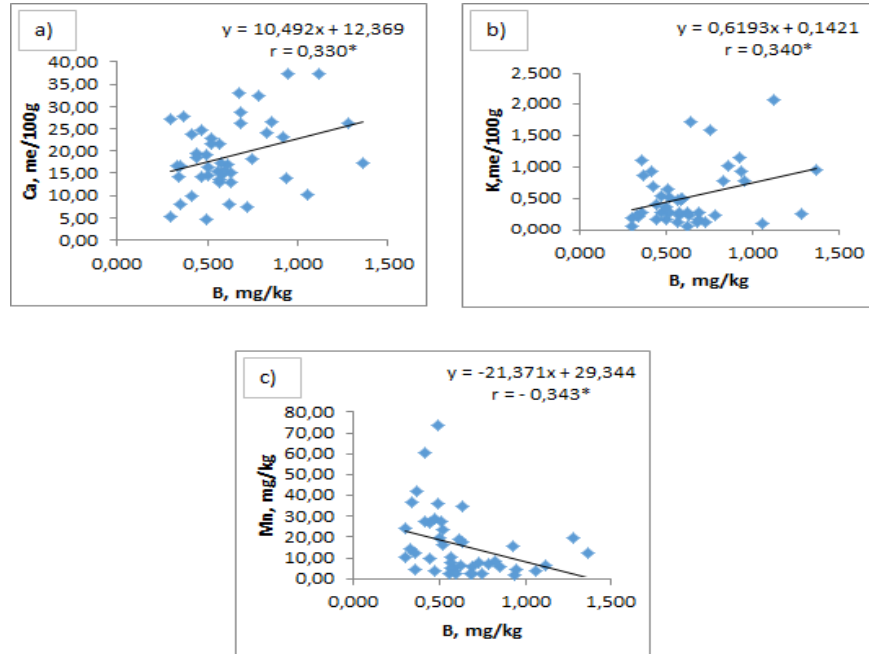 a)
y = 10,492x + 12,369
r = 0,330*
Ca, me/100g
40,00
35,00
30,00
25,00
20,00
15,00
10,00
5,00
0,00
0,000 0,500 1,000 1,500
B, mg/kg
b)
y = 0,6193x + 0,1421
r = 0,340*
K,me/100g
2,500
2,000
1,500
1,000
0,500
0,000
0,000 0,500 1,000 1,500
B, mg/kg
c)
y = -21,371x + 29,344
r = - 0,343*
Mn, mg/kg
80,00
70,00
60,00
50,00
40,00
30,00
20,00
10,00
0,00
0,000 0,500 1,000 1,500
B, mg/kg